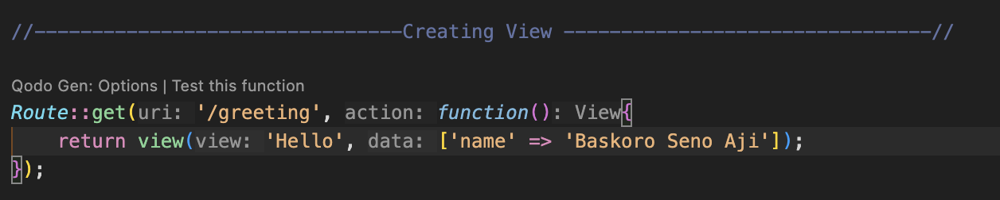 //--------------------------------Creating View --------------------------------//
Qodo Gen: Options | Test this function
Route::get(uri: '/greeting', action: function(): View{
    return view(view: 'Hello', data: ['name' => 'Baskoro Seno Aji']);
});